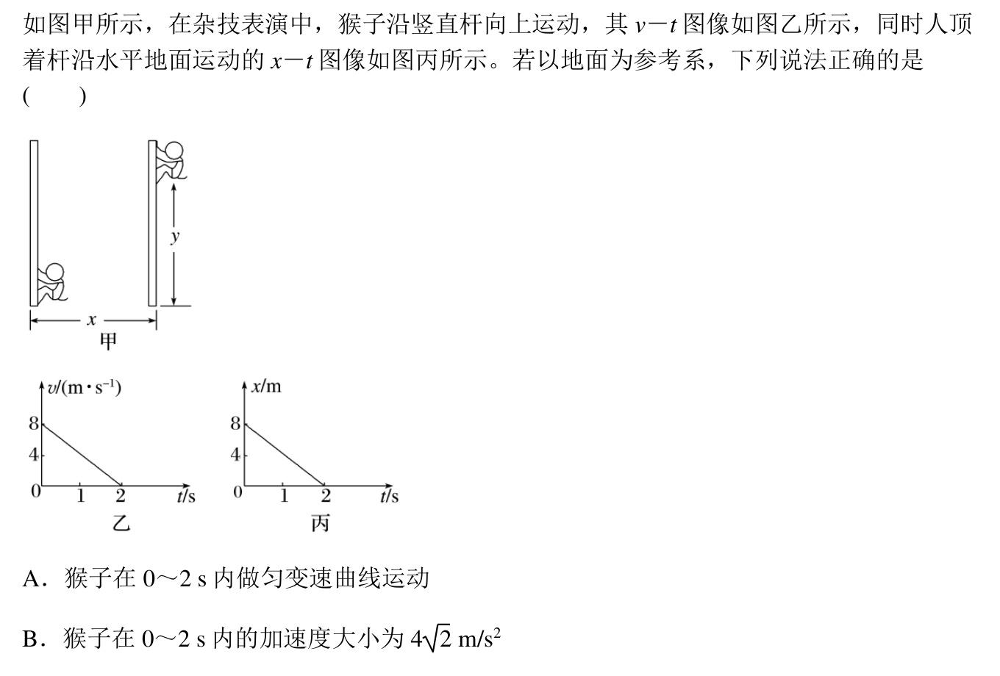 如图甲所示，在杂技表演中，猴子沿竖直杆向上运动，其 v－t 图像如图乙所示，同时人顶
着杆沿水平地面运动的 x－t 图像如图丙所示。若以地面为参考系，下列说法正确的是
(　　)
y
x
甲
v/(m·s⁻¹)
8
4
0
1
2
t/s
乙
x/m
8
4
0
1
2
t/s
丙
A．猴子在 0～2 s 内做匀变速曲线运动
B．猴子在 0～2 s 内的加速度大小为 4√2 m/s²